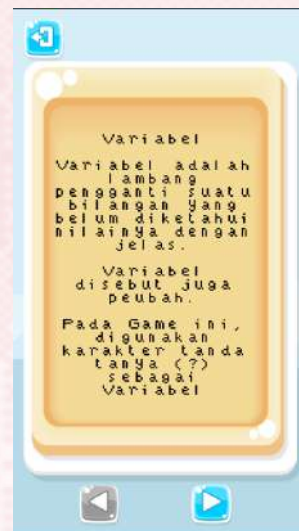 Variabel
Variabel adalah
lambang
pengganti suatu
bilangan yang
belum diketahui
nilainya dengan
jelas.
Variabel
disebut juga
peubah.
Pada Game ini,
digunakan
karakter tanda
tanya (?)
sebagai
Variabel